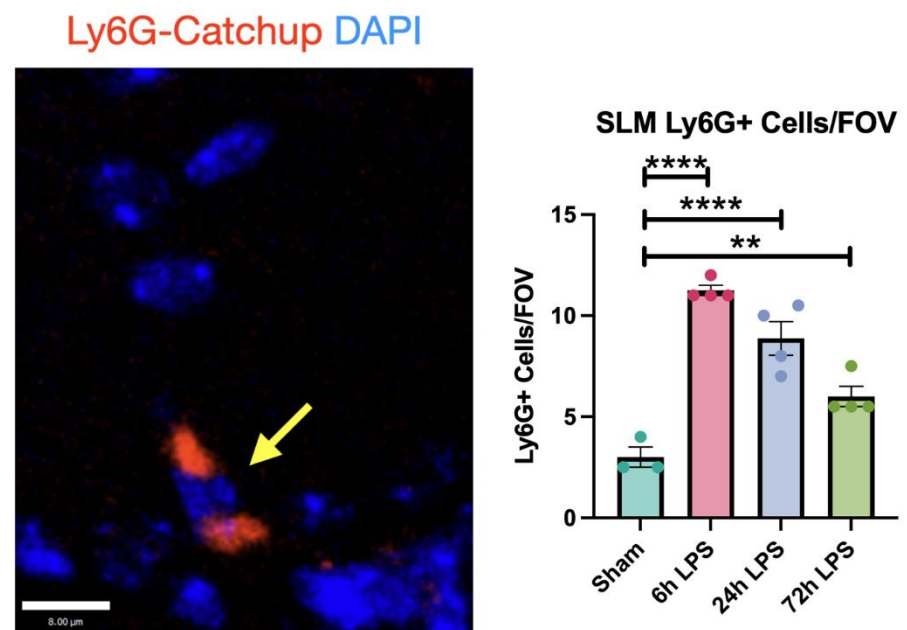 Ly6G-Catchup DAPI
8.00 µm
SLM Ly6G+ Cells/FOV
****
****
**
Ly6G+ Cells/FOV
15
10
5
0
Sham
6h LPS
24h LPS
72h LPS